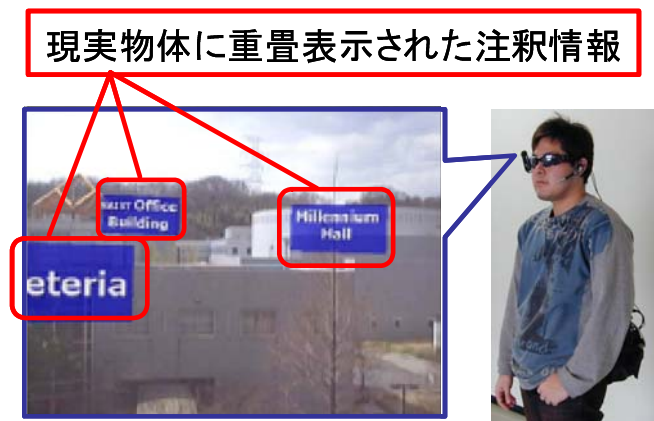 現実物体に重畳表示された注釈情報
Office
Building
Millennium
Hall
eteria